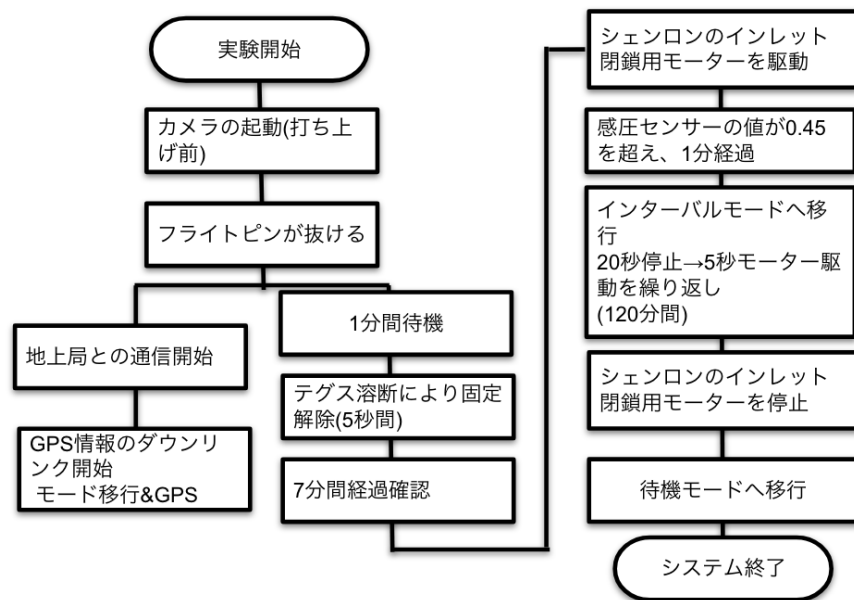 実験開始
カメラの起動(打ち上
げ前)
フライトピンが抜ける
地上局との通信開始
GPS情報のダウンリ
ンク開始
モード移行&GPS
1分間待機
テグス溶断により固定
解除(5秒間)
7分間経過確認
シェンロンのインレット
閉鎖用モーターを駆動
感圧センサーの値が0.45
を超え、1分経過
インターバルモードへ移
行
20秒停止→5秒モーター駆
動を繰り返し
(120分間)
シェンロンのインレット
閉鎖用モーターを停止
待機モードへ移行
システム終了